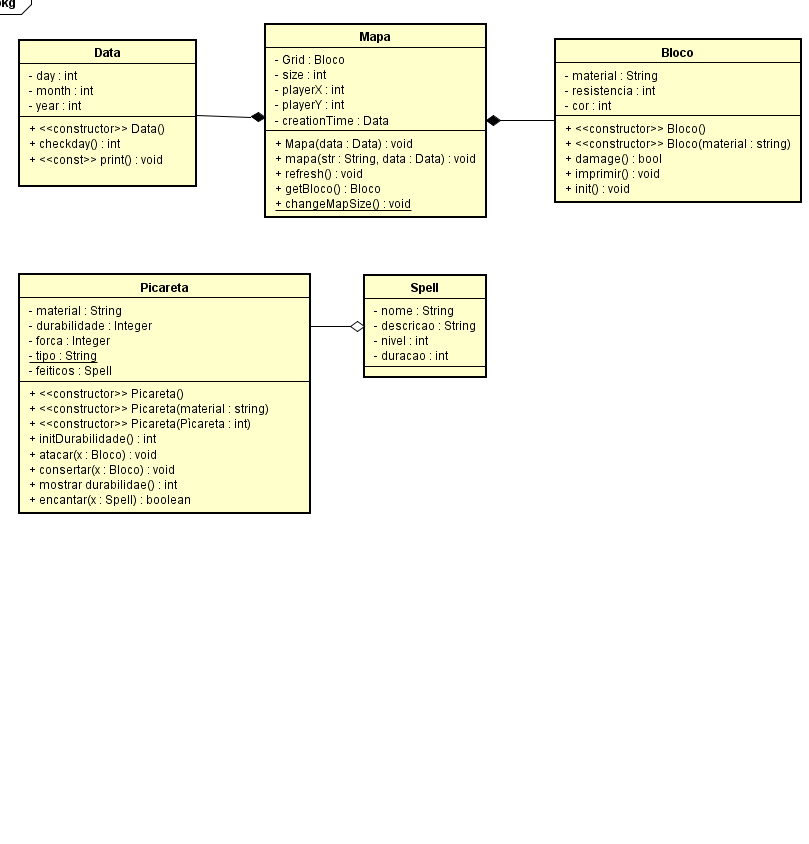 pkg
Data
- day : int
- month : int
- year : int
+ <<constructor>> Data()
+ checkday() : int
+ <<const>> print() : void
Mapa
- Grid : Bloco
- size : int
- playerX : int
- playerY : int
- creationTime : Data
+ Mapa(data : Data) : void
+ mapa(str : String, data : Data) : void
+ refresh() : void
+ getBloco() : Bloco
+ changeMapSize() : void
Bloco
- material : String
- resistencia : int
- cor : int
+ <<constructor>> Bloco()
+ <<constructor>> Bloco(material : string)
+ damage() : bool
+ imprimir() : void
+ init() : void
Picareta
- material : String
- durabilidade : Integer
- forca : Integer
- tipo : String
- feiticos : Spell
+ <<constructor>> Picareta()
+ <<constructor>> Picareta(material : string)
+ <<constructor>> Picareta(Pìcareta : int)
+ initDurabilidade() : int
+ atacar(x : Bloco) : void
+ consertar(x : Bloco) : void
+ mostrar durabilidae() : int
+ encantar(x : Spell) : boolean
Spell
- nome : String
- descricao : String
- nivel : int
- duracao : int